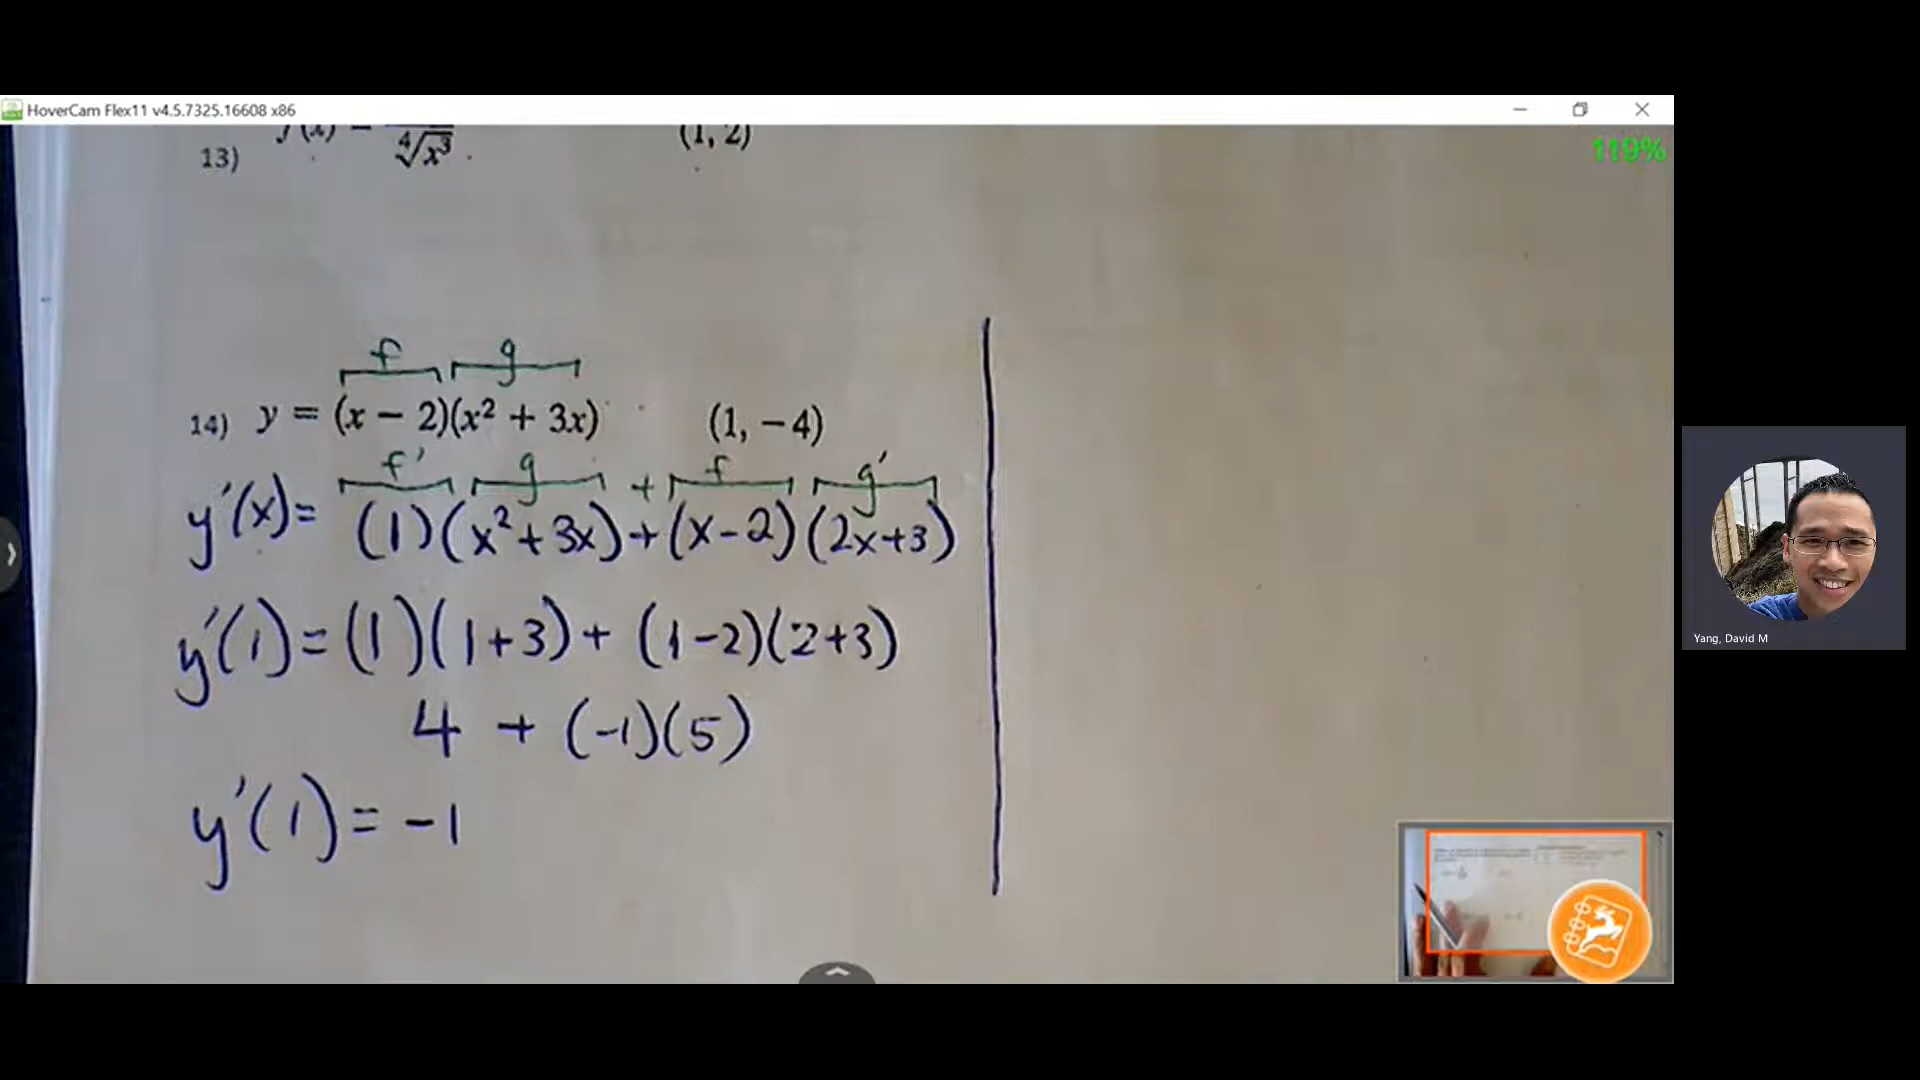 HoverCam Flex11 v4.5.7325.16608 x86
119%
13) f(x) = ∜x³ (1, 2)
f g
14) y = (x − 2)(x² + 3x) (1, −4)
f' g + f g'
y'(x) = (1)(x²+3x)+(x-2)(2x+3)
y'(1) = (1)(1+3)+(1-2)(2+3)
4 + (-1)(5)
y'(1) = -1
Yang, David M